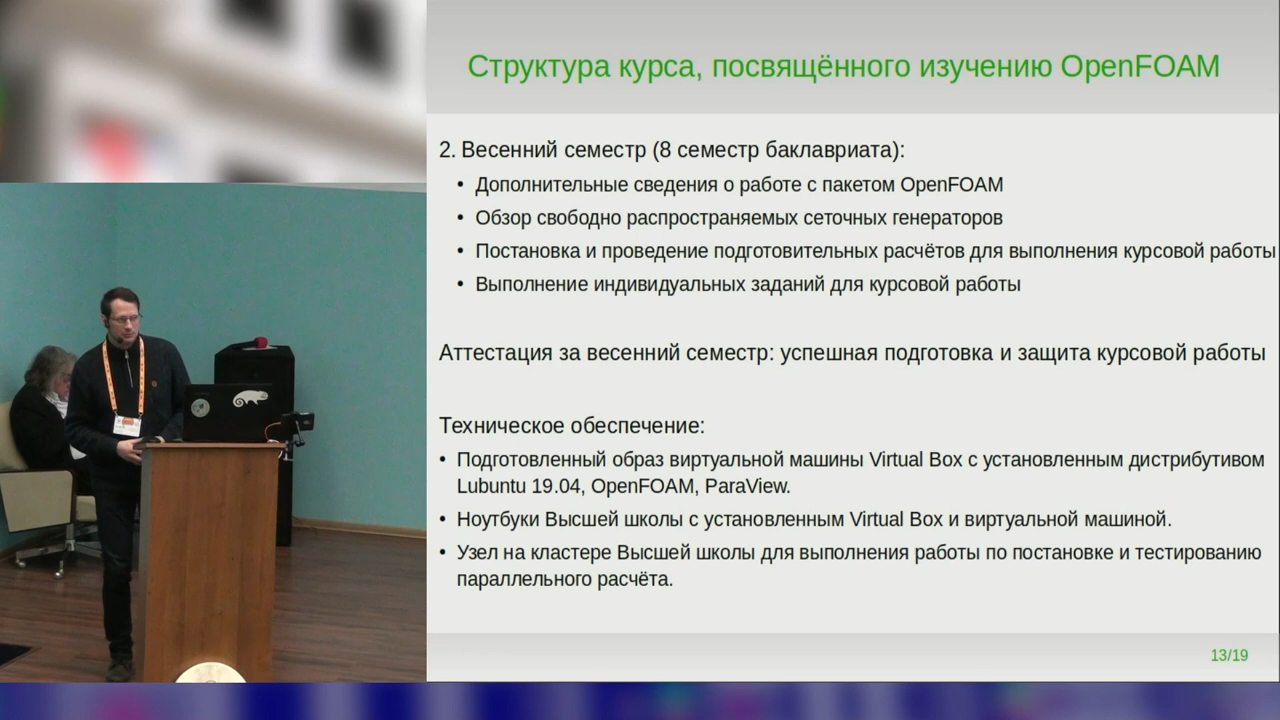 Структура курса, посвящённого изучению OpenFOAM
2. Весенний семестр (8 семестр баклавриата):
• Дополнительные сведения о работе с пакетом OpenFOAM
• Обзор свободно распространяемых сеточных генераторов
• Постановка и проведение подготовительных расчётов для выполнения курсовой работы
• Выполнение индивидуальных заданий для курсовой работы
Аттестация за весенний семестр: успешная подготовка и защита курсовой работы
Техническое обеспечение:
• Подготовленный образ виртуальной машины Virtual Box с установленным дистрибутивом
Lubuntu 19.04, OpenFOAM, ParaView.
• Ноутбуки Высшей школы с установленным Virtual Box и виртуальной машиной.
• Узел на кластере Высшей школы для выполнения работы по постановке и тестированию
параллельного расчёта.
13/19